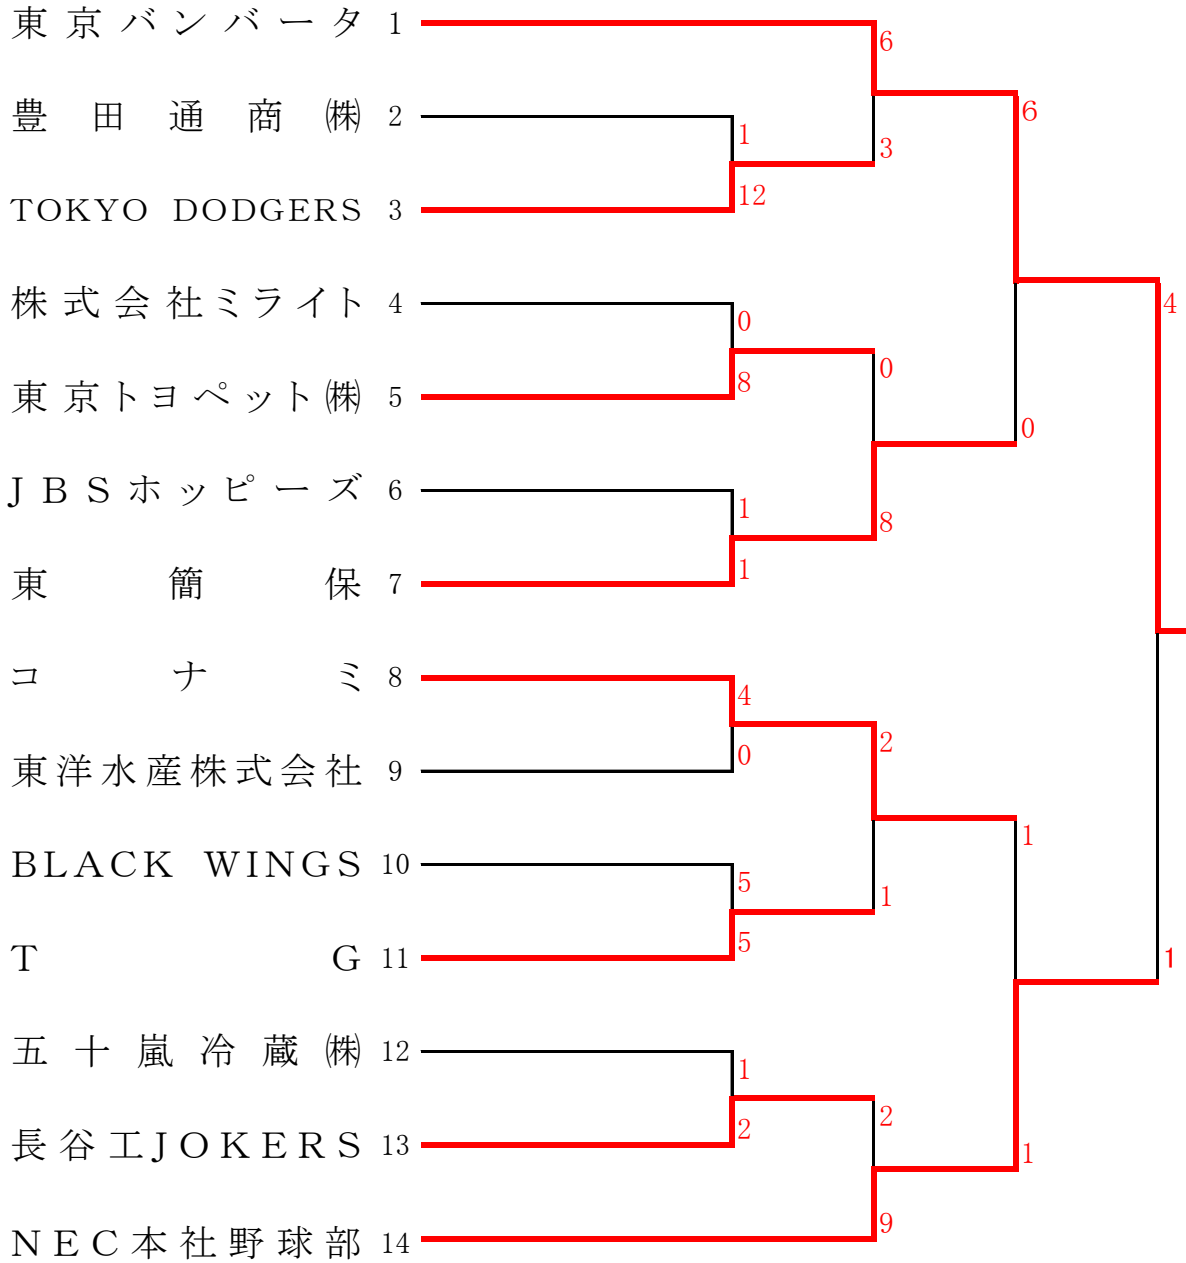 東京バンバータ 1
6
豊田通商㈱ 2
6
1
3
12
TOKYO DODGERS 3
株式会社ミライト 4
4
0
0
8
東京トヨペット㈱ 5
0
JBSホッピーズ 6
1
8
1
東簡保 7
コナミ 8
4
2
0
東洋水産株式会社 9
1
BLACK WINGS 10
5
1
5
TG 11
1
五十嵐冷蔵㈱ 12
1
2
2
長谷工JOKERS 13
1
9
NEC本社野球部 14